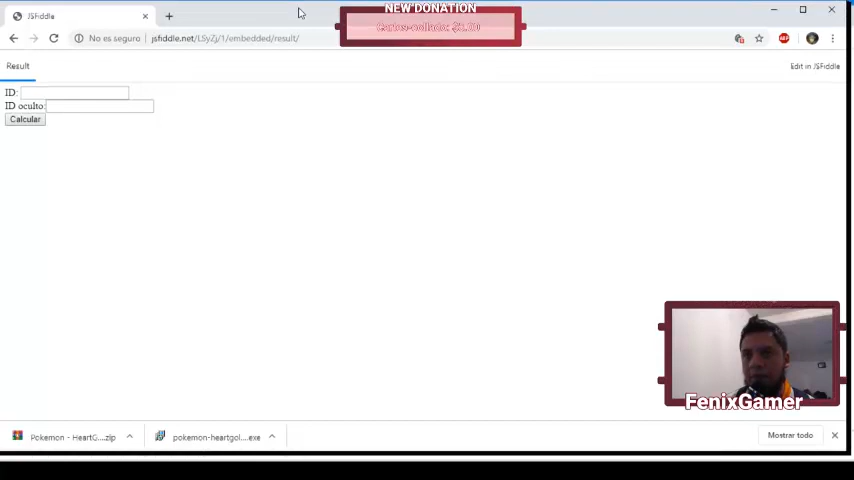 NEW DONATION
JSFiddle
No es seguro
jsfiddle.net/LSyZj/1/embedded/result/
ABP
Result
Edit in JSFiddle
ID:
ID oculto:
Calcular
FenixGamer
Pokemon - HeartG....zip
pokemon-heartgol....exe
Mostrar todo